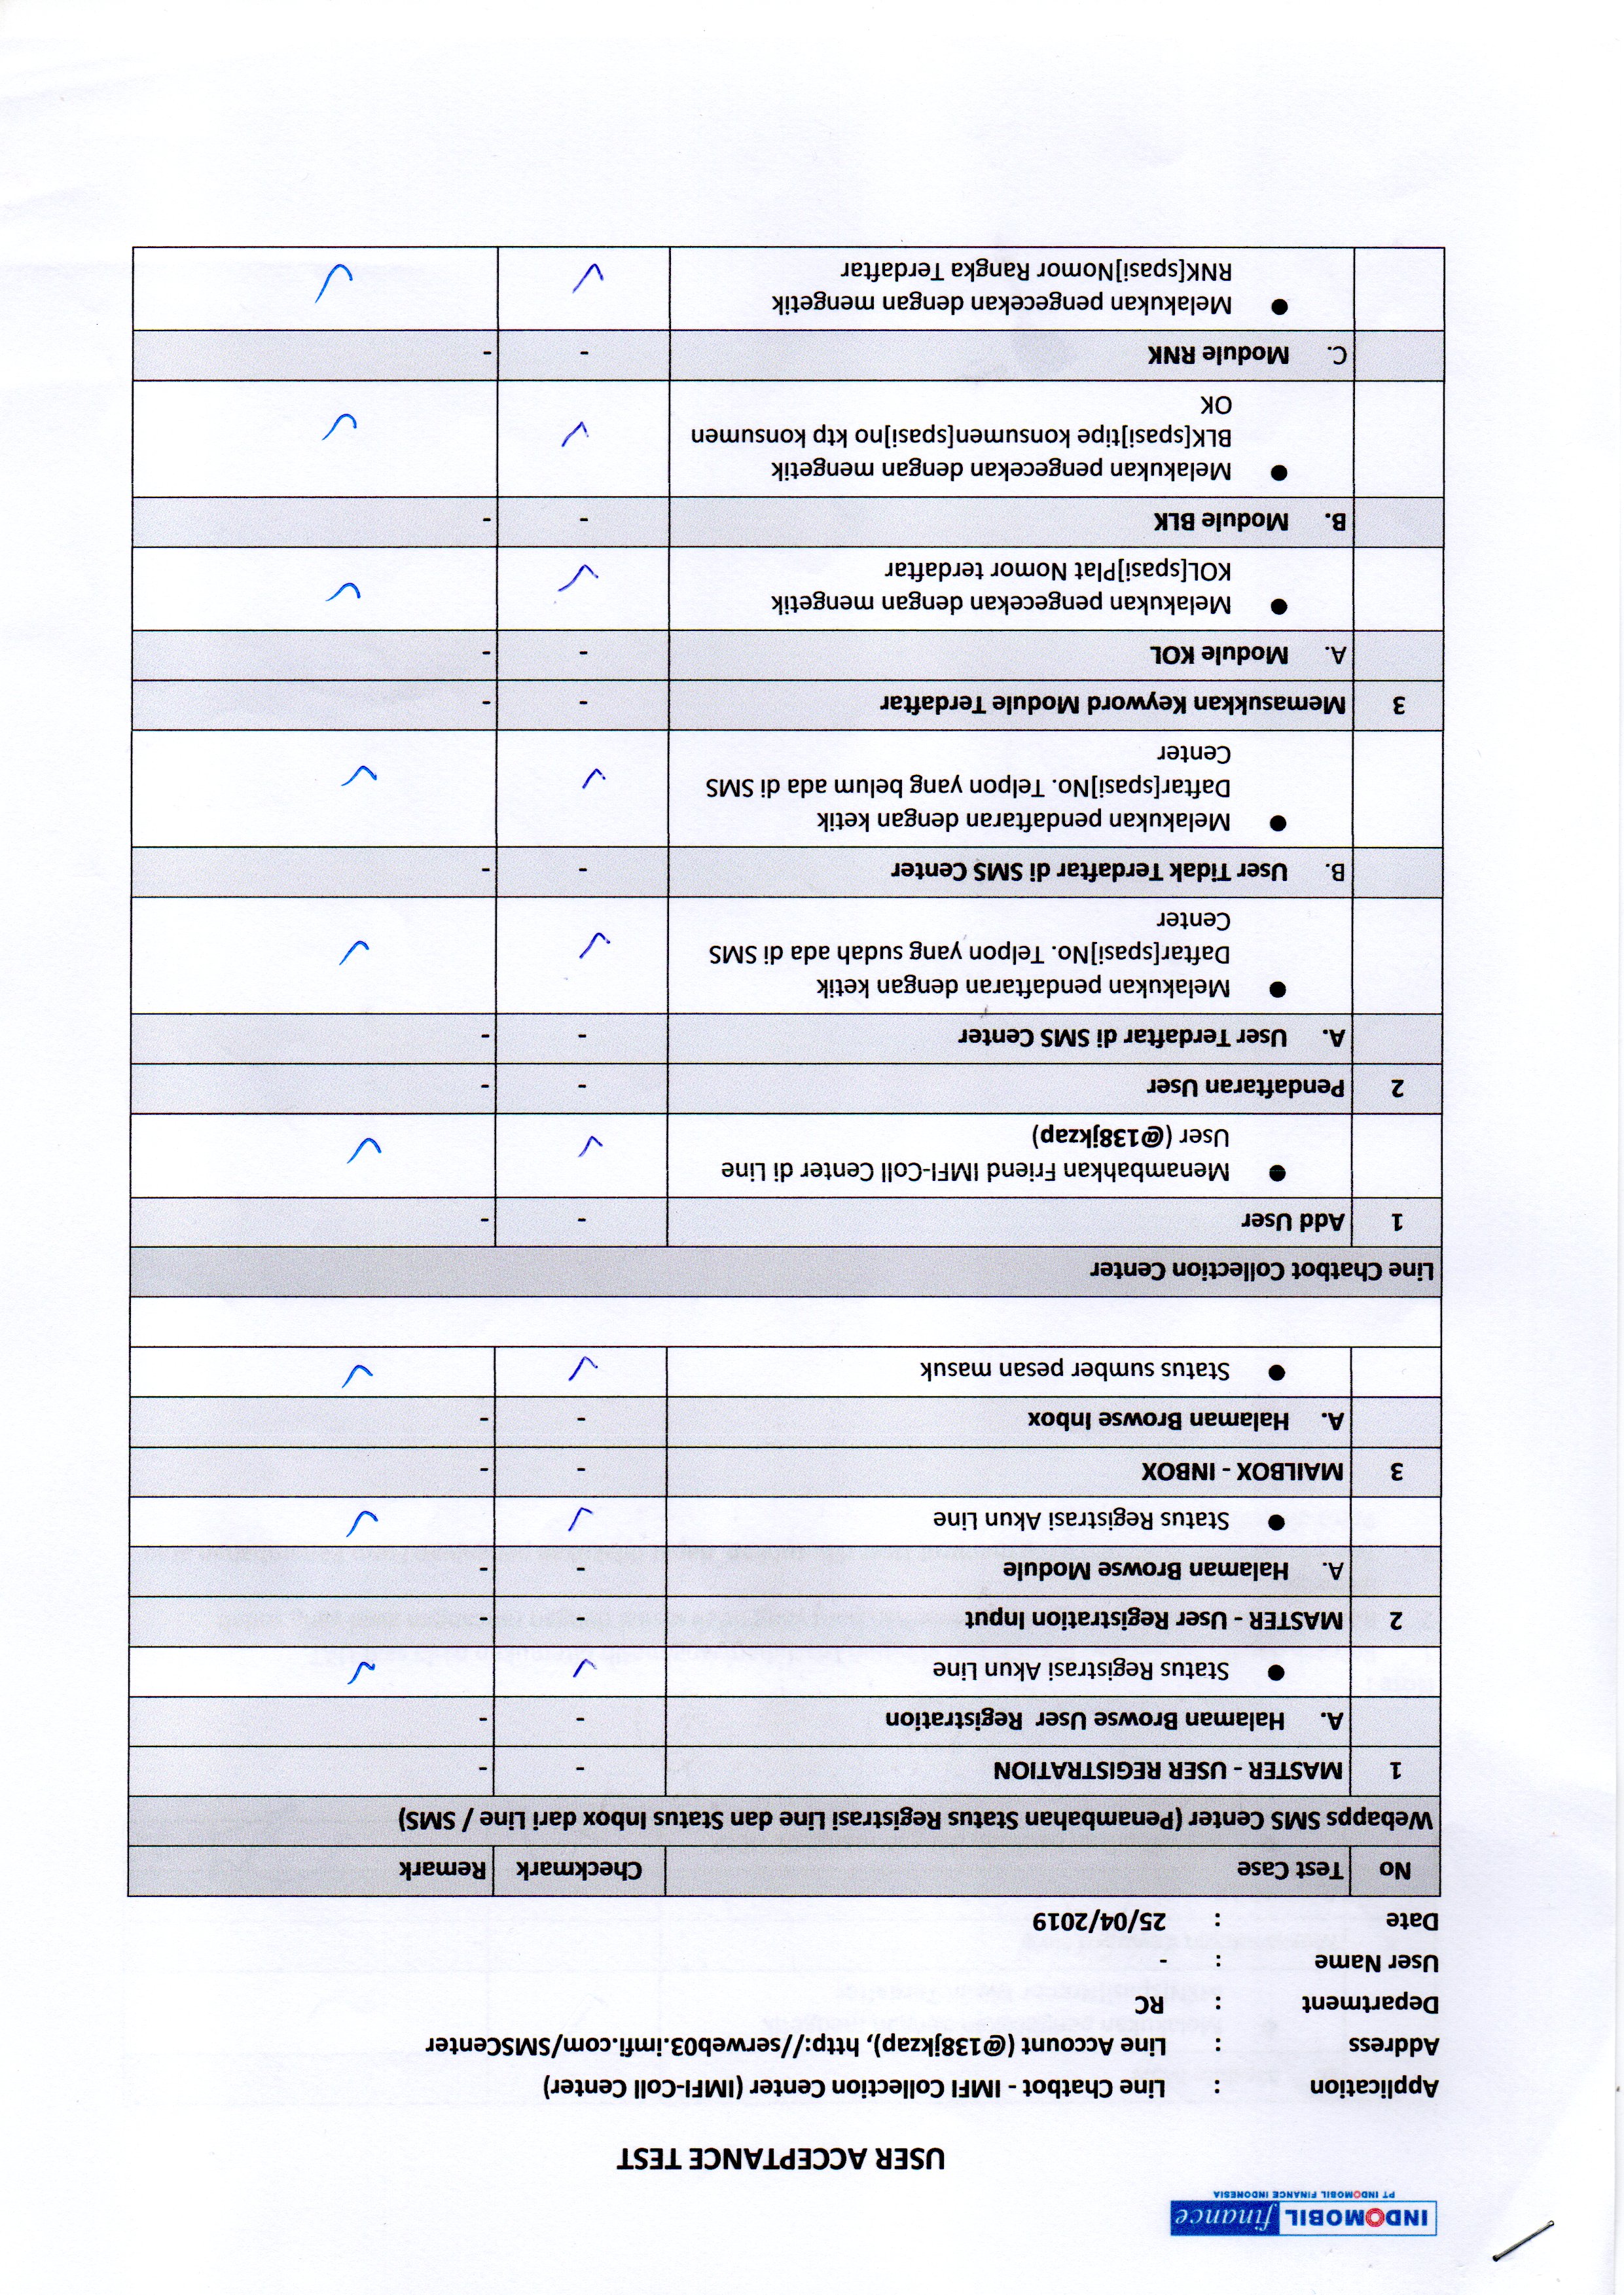 INDOMOBIL finance
PT INDOMOBIL FINANCE INDONESIA
USER ACCEPTANCE TEST
Application : Line Chatbot - IMFI Collection Center (IMFI-Coll Center)
Address : Line Account (@138jkzap), http://serweb03.imfi.com/SMSCenter
Department : RC
User Name : -
Date : 25/04/2019
No Test Case Checkmark Remark
Webapps SMS Center (Penambahan Status Registrasi Line dan Status Inbox dari Line / SMS)
1 MASTER - USER REGISTRATION - -
A. Halaman Browse User Registration - -
● Status Registrasi Akun Line ✓ ✓
2 MASTER - User Registration Input - -
A. Halaman Browse Module - -
● Status Registrasi Akun Line ✓ ✓
3 MAILBOX - INBOX - -
A. Halaman Browse Inbox - -
● Status sumber pesan masuk ✓ ✓
Line Chatbot Collection Center
1 Add User - -
● Menambahkan Friend IMFI-Coll Center di Line
User (@138jkzap) ✓ ✓
2 Pendaftaran User - -
A. User Terdaftar di SMS Center - -
● Melakukan pendaftaran dengan ketik
Daftar[spasi]No. Telpon yang sudah ada di SMS ✓ ✓
Center
B. User Tidak Terdaftar di SMS Center - -
● Melakukan pendaftaran dengan ketik
Daftar[spasi]No. Telpon yang belum ada di SMS ✓ ✓
Center
3 Memasukkan Keyword Module Terdaftar - -
A. Module KOL - -
● Melakukan pengecekan dengan mengetik
KOL[spasi]Plat Nomor terdaftar ✓ ✓
B. Module BLK - -
● Melakukan pengecekan dengan mengetik
BLK[spasi]tipe konsumen[spasi]no ktp konsumen ✓ ✓
OK
C. Module RNK - -
● Melakukan pengecekan dengan mengetik
RNK[spasi]Nomor Rangka Terdaftar ✓ ✓